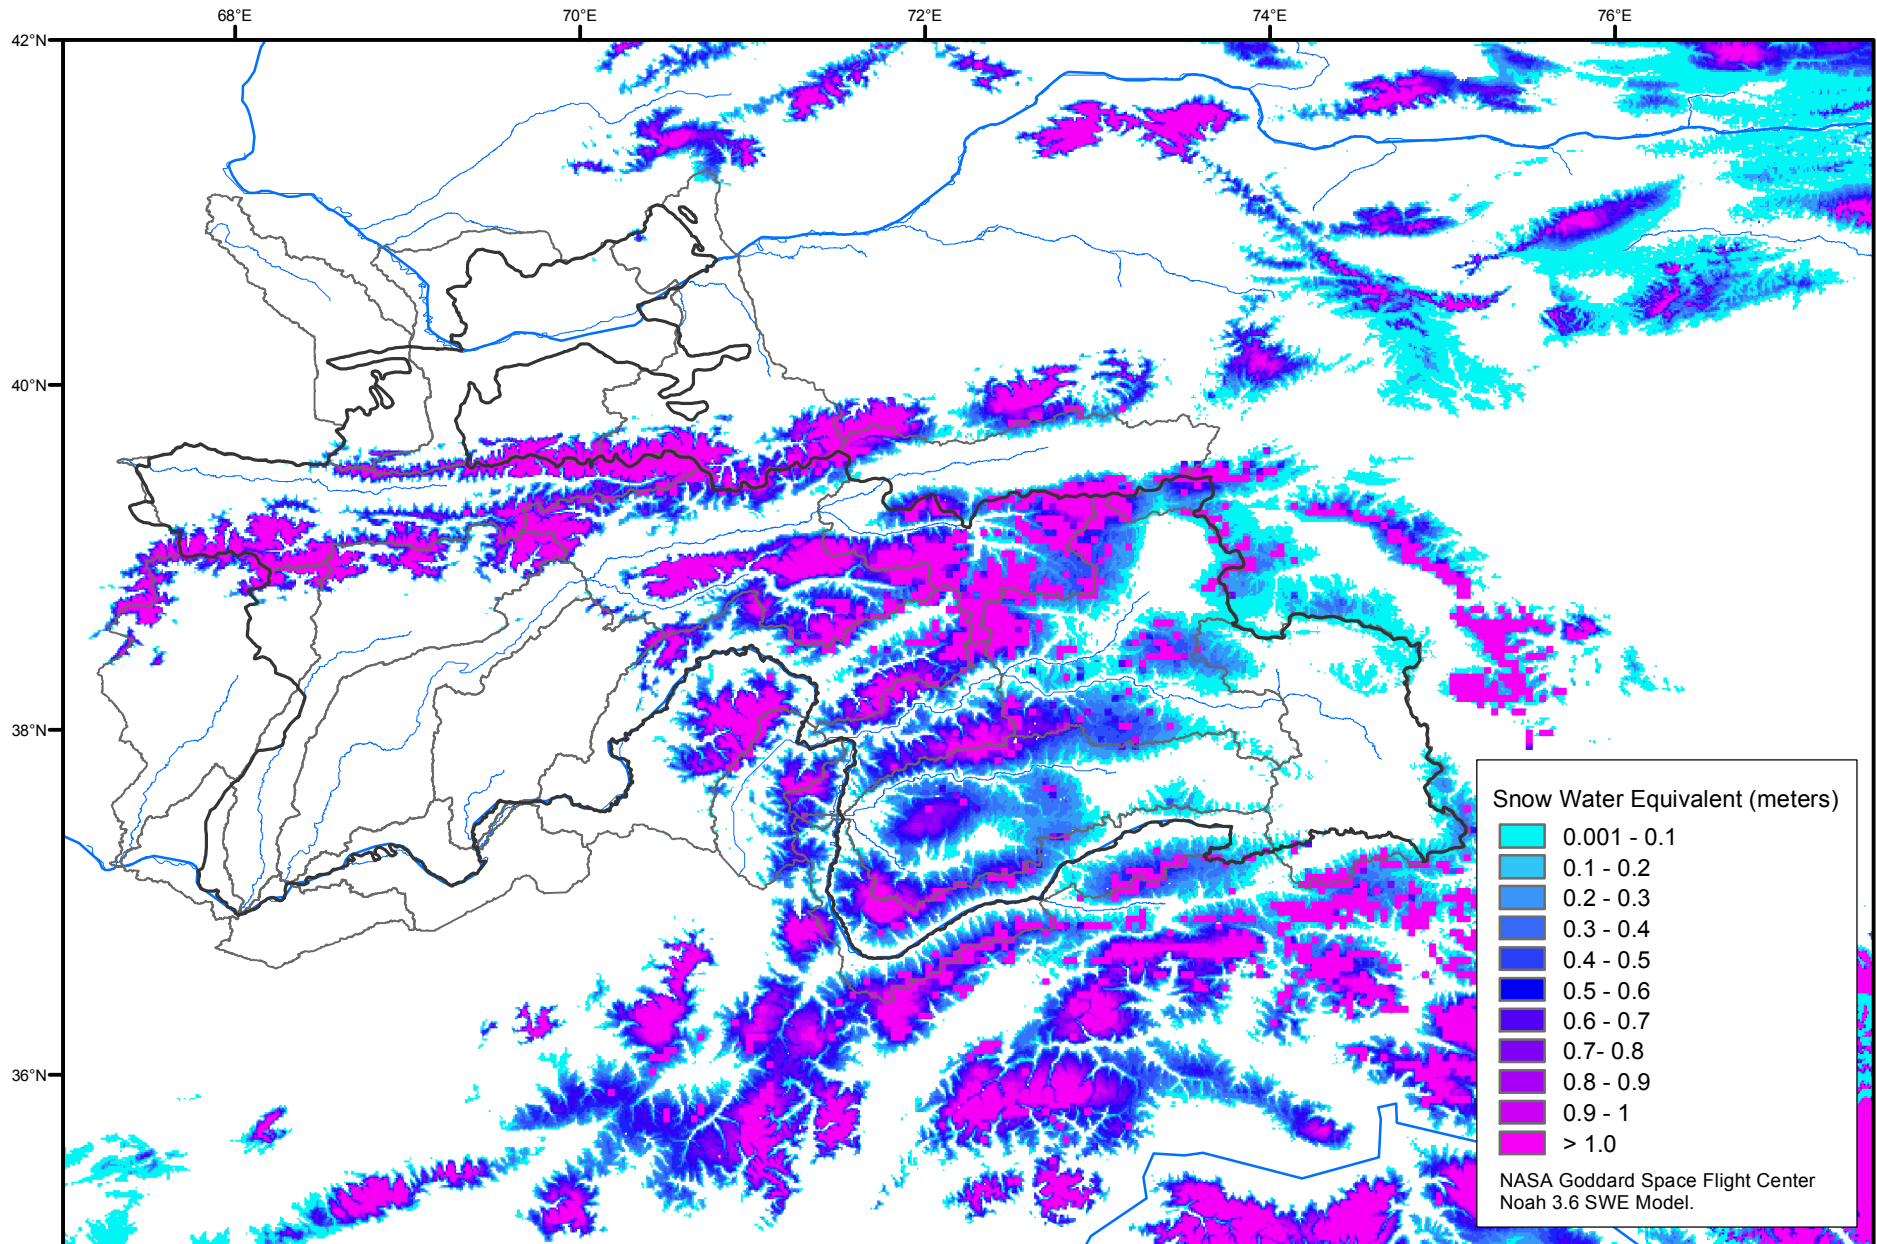 68°E 70°E 72°E 74°E 76°E
42°N
40°N
38°N
36°N
Snow Water Equivalent (meters)
0.001 - 0.1
0.1 - 0.2
0.2 - 0.3
0.3 - 0.4
0.4 - 0.5
0.5 - 0.6
0.6 - 0.7
0.7- 0.8
0.8 - 0.9
0.9 - 1
> 1.0
NASA Goddard Space Flight Center
Noah 3.6 SWE Model.